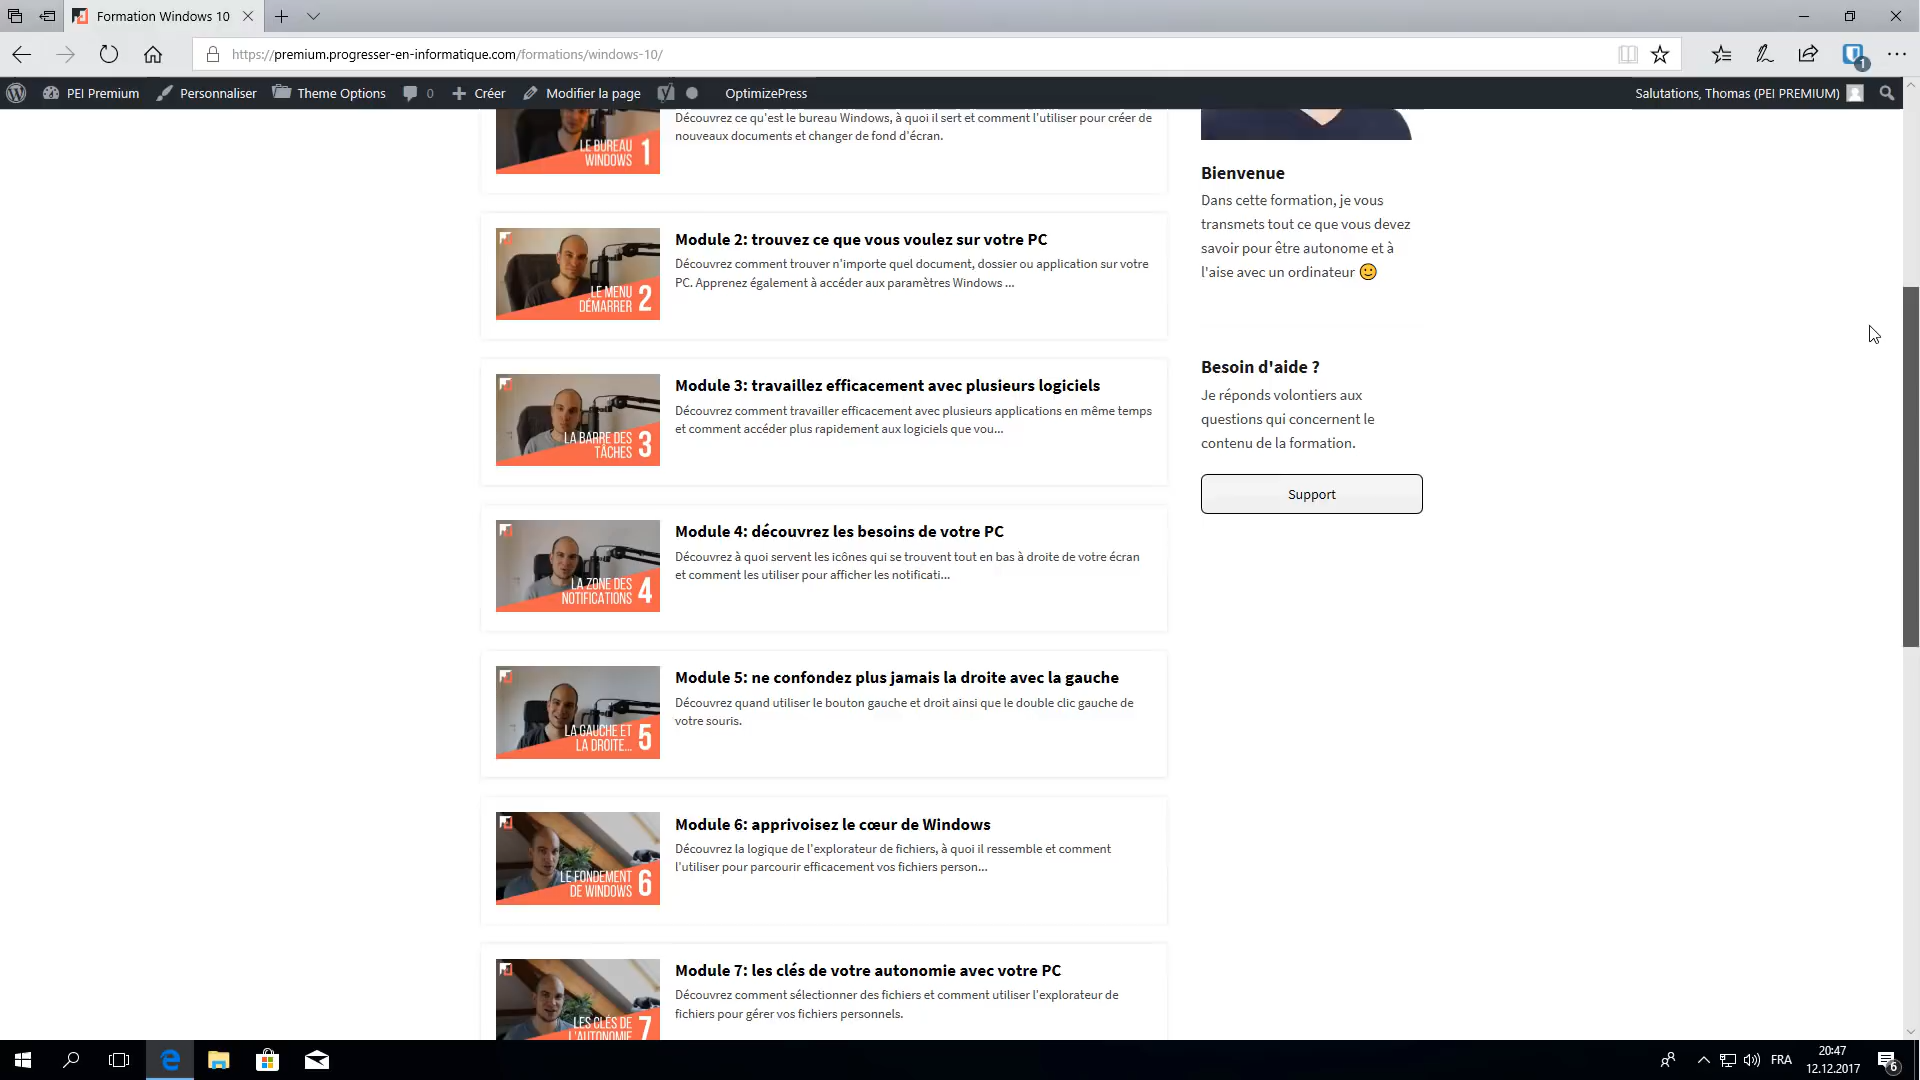 Formation Windows 10
https://premium.progresser-en-informatique.com/formations/windows-10/
1
PEI Premium
Personnaliser
Theme Options
0
Créer
Modifier la page
OptimizePress
Salutations, Thomas (PEI PREMIUM)
LE BUREAU
WINDOWS 1
Découvrez ce qu'est le bureau Windows, à quoi il sert et comment l'utiliser pour créer de
nouveaux documents et changer de fond d'écran.
LE MENU
DÉMARRER 2
Module 2: trouvez ce que vous voulez sur votre PC
Découvrez comment trouver n'importe quel document, dossier ou application sur votre
PC. Apprenez également à accéder aux paramètres Windows ...
LA BARRE DES
TÂCHES 3
Module 3: travaillez efficacement avec plusieurs logiciels
Découvrez comment travailler efficacement avec plusieurs applications en même temps
et comment accéder plus rapidement aux logiciels que vou...
LA ZONE DES
NOTIFICATIONS 4
Module 4: découvrez les besoins de votre PC
Découvrez à quoi servent les icônes qui se trouvent tout en bas à droite de votre écran
et comment les utiliser pour afficher les notificati...
LA GAUCHE ET
LA DROITE... 5
Module 5: ne confondez plus jamais la droite avec la gauche
Découvrez quand utiliser le bouton gauche et droit ainsi que le double clic gauche de
votre souris.
LE FONDEMENT
DE WINDOWS 6
Module 6: apprivoisez le cœur de Windows
Découvrez la logique de l'explorateur de fichiers, à quoi il ressemble et comment
l'utiliser pour parcourir efficacement vos fichiers person...
LES CLÉS DE
L'AUTONOMIE 7
Module 7: les clés de votre autonomie avec votre PC
Découvrez comment sélectionner des fichiers et comment utiliser l'explorateur de
fichiers pour gérer vos fichiers personnels.
Bienvenue
Dans cette formation, je vous
transmets tout ce que vous devez
savoir pour être autonome et à
l'aise avec un ordinateur 🙂
Besoin d'aide ?
Je réponds volontiers aux
questions qui concernent le
contenu de la formation.
Support
FRA
20:47
12.12.2017
6